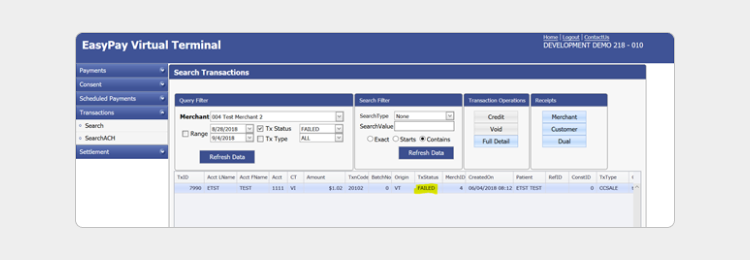 Home | Logout | ContactUs
EasyPay Virtual Terminal
DEVELOPMENT DEMO 218 - 010
Payments
Consent
Scheduled Payments
Transactions
Search
SearchACH
Settlement
Search Transactions
Query Filter
Merchant 004 Test Merchant 2
Range 8/28/2018 Tx Status FAILED
9/4/2018 Tx Type ALL
Refresh Data
Search Filter
SearchType None
SearchValue
Exact Starts Contains
Refresh Data
Transaction Operations
Credit
Void
Full Detail
Receipts
Merchant
Customer
Dual
TxID Acct LName Acct FName Acct CT Amount TxnCode BatchNo Origin TxStatus MerchID CreatedOn Patient RefID ConstID TxType
7990 ETST TEST 1111 VI $1.02 20102 0 VT FAILED 4 06/04/2018 08:12 ETST TEST 0 CCSALE